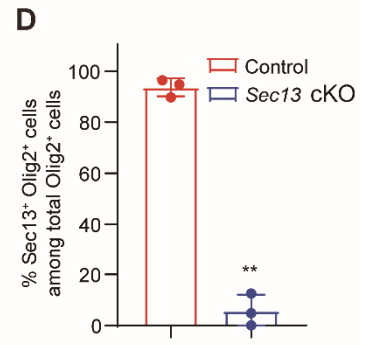 D
% Sec13⁺ Olig2⁺ cells
among total Olig2⁺ cells
100
80
60
40
20
0
Control
Sec13 cKO
**